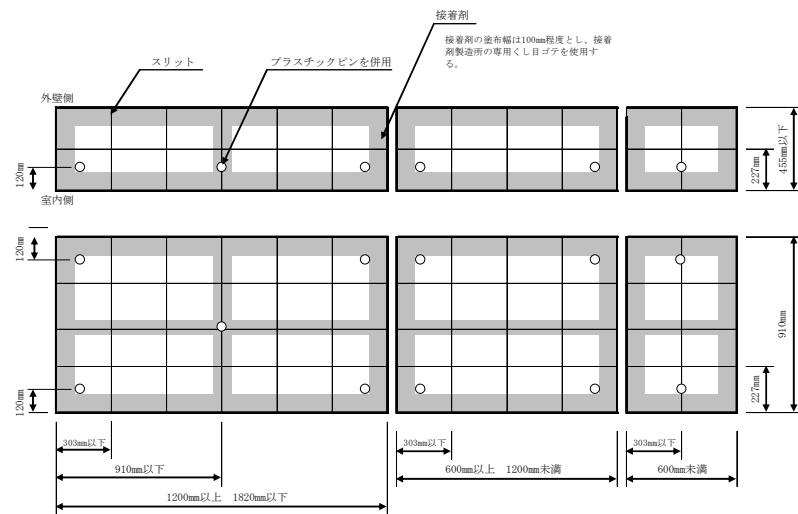 接着剤
接着剤の塗布幅は100mm程度とし、接着
剤製造所の専用くし目ゴテを使用す
る。
スリット
プラスチックピンを併用
外壁側
120mm
227mm
455mm以下
室内側
120mm
120mm
910mm
227mm
303mm以下
303mm以下
303mm以下
910mm以下
600mm以上 1200mm未満
600mm未満
1200mm以上 1820mm以下